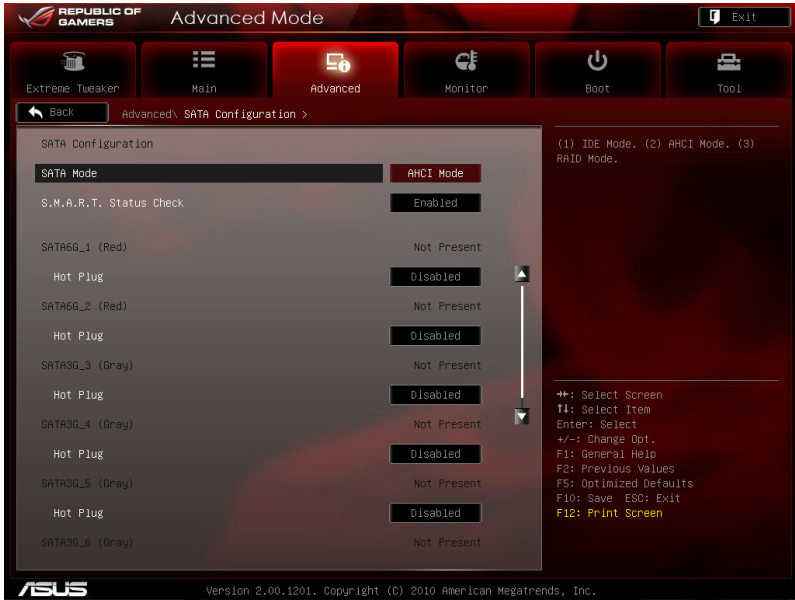 REPUBLIC OF
GAMERS
Advanced Mode
Exit
Extreme Tweaker
Main
Advanced
Monitor
Boot
Tool
Back
Advanced\ SATA Configuration >
SATA Configuration
SATA Mode AHCI Mode
S.M.A.R.T. Status Check Enabled
SATA6G_1 (Red) Not Present
Hot Plug Disabled
SATA6G_2 (Red) Not Present
Hot Plug Disabled
SATA3G_3 (Gray) Not Present
Hot Plug Disabled
SATA3G_4 (Gray) Not Present
Hot Plug Disabled
SATA3G_5 (Gray) Not Present
Hot Plug Disabled
SATA3G_6 (Gray) Not Present
(1) IDE Mode. (2) AHCI Mode. (3)
RAID Mode.
→←: Select Screen
↑↓: Select Item
Enter: Select
+/-: Change Opt.
F1: General Help
F2: Previous Values
F5: Optimized Defaults
F10: Save ESC: Exit
F12: Print Screen
ASUS
Version 2.00.1201. Copyright (C) 2010 American Megatrends, Inc.